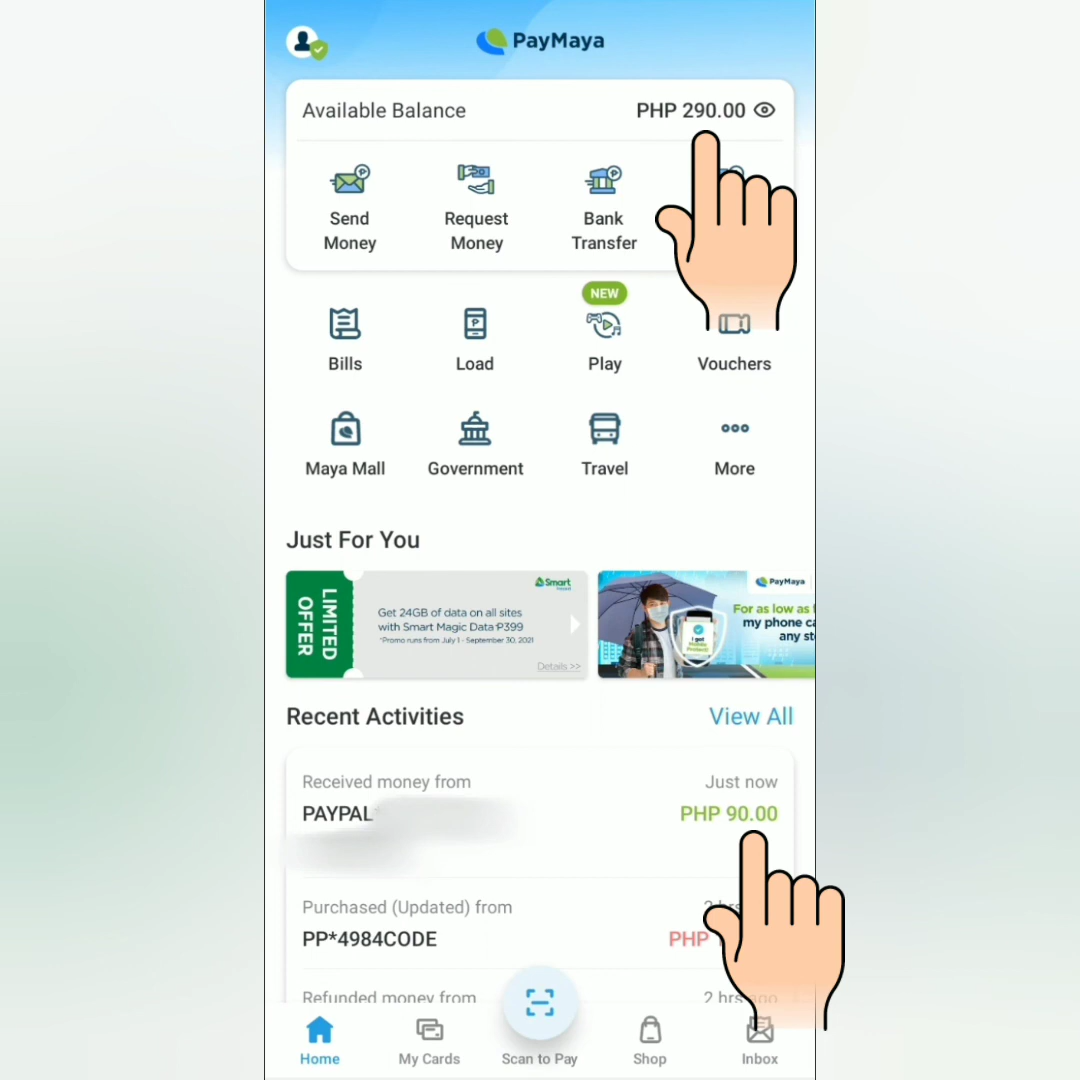 PayMaya
Available Balance PHP 290.00
Send Money
Request Money
Bank Transfer
NEW
Bills Load Play Vouchers
Maya Mall Government Travel More
Just For You
LIMITED OFFER
Smart
Get 24GB of data on all sites
with Smart Magic Data P399
*Promo runs from July 1 - September 30, 2021
Details >>
PayMaya
For as low as
my phone ca
any st
I got
Recent Activities View All
Received money from Just now
PAYPAL PHP 90.00
Purchased (Updated) from 2 hrs
PP*4984CODE PHP
Refunded money from 2 hrs ago
Home My Cards Scan to Pay Shop Inbox